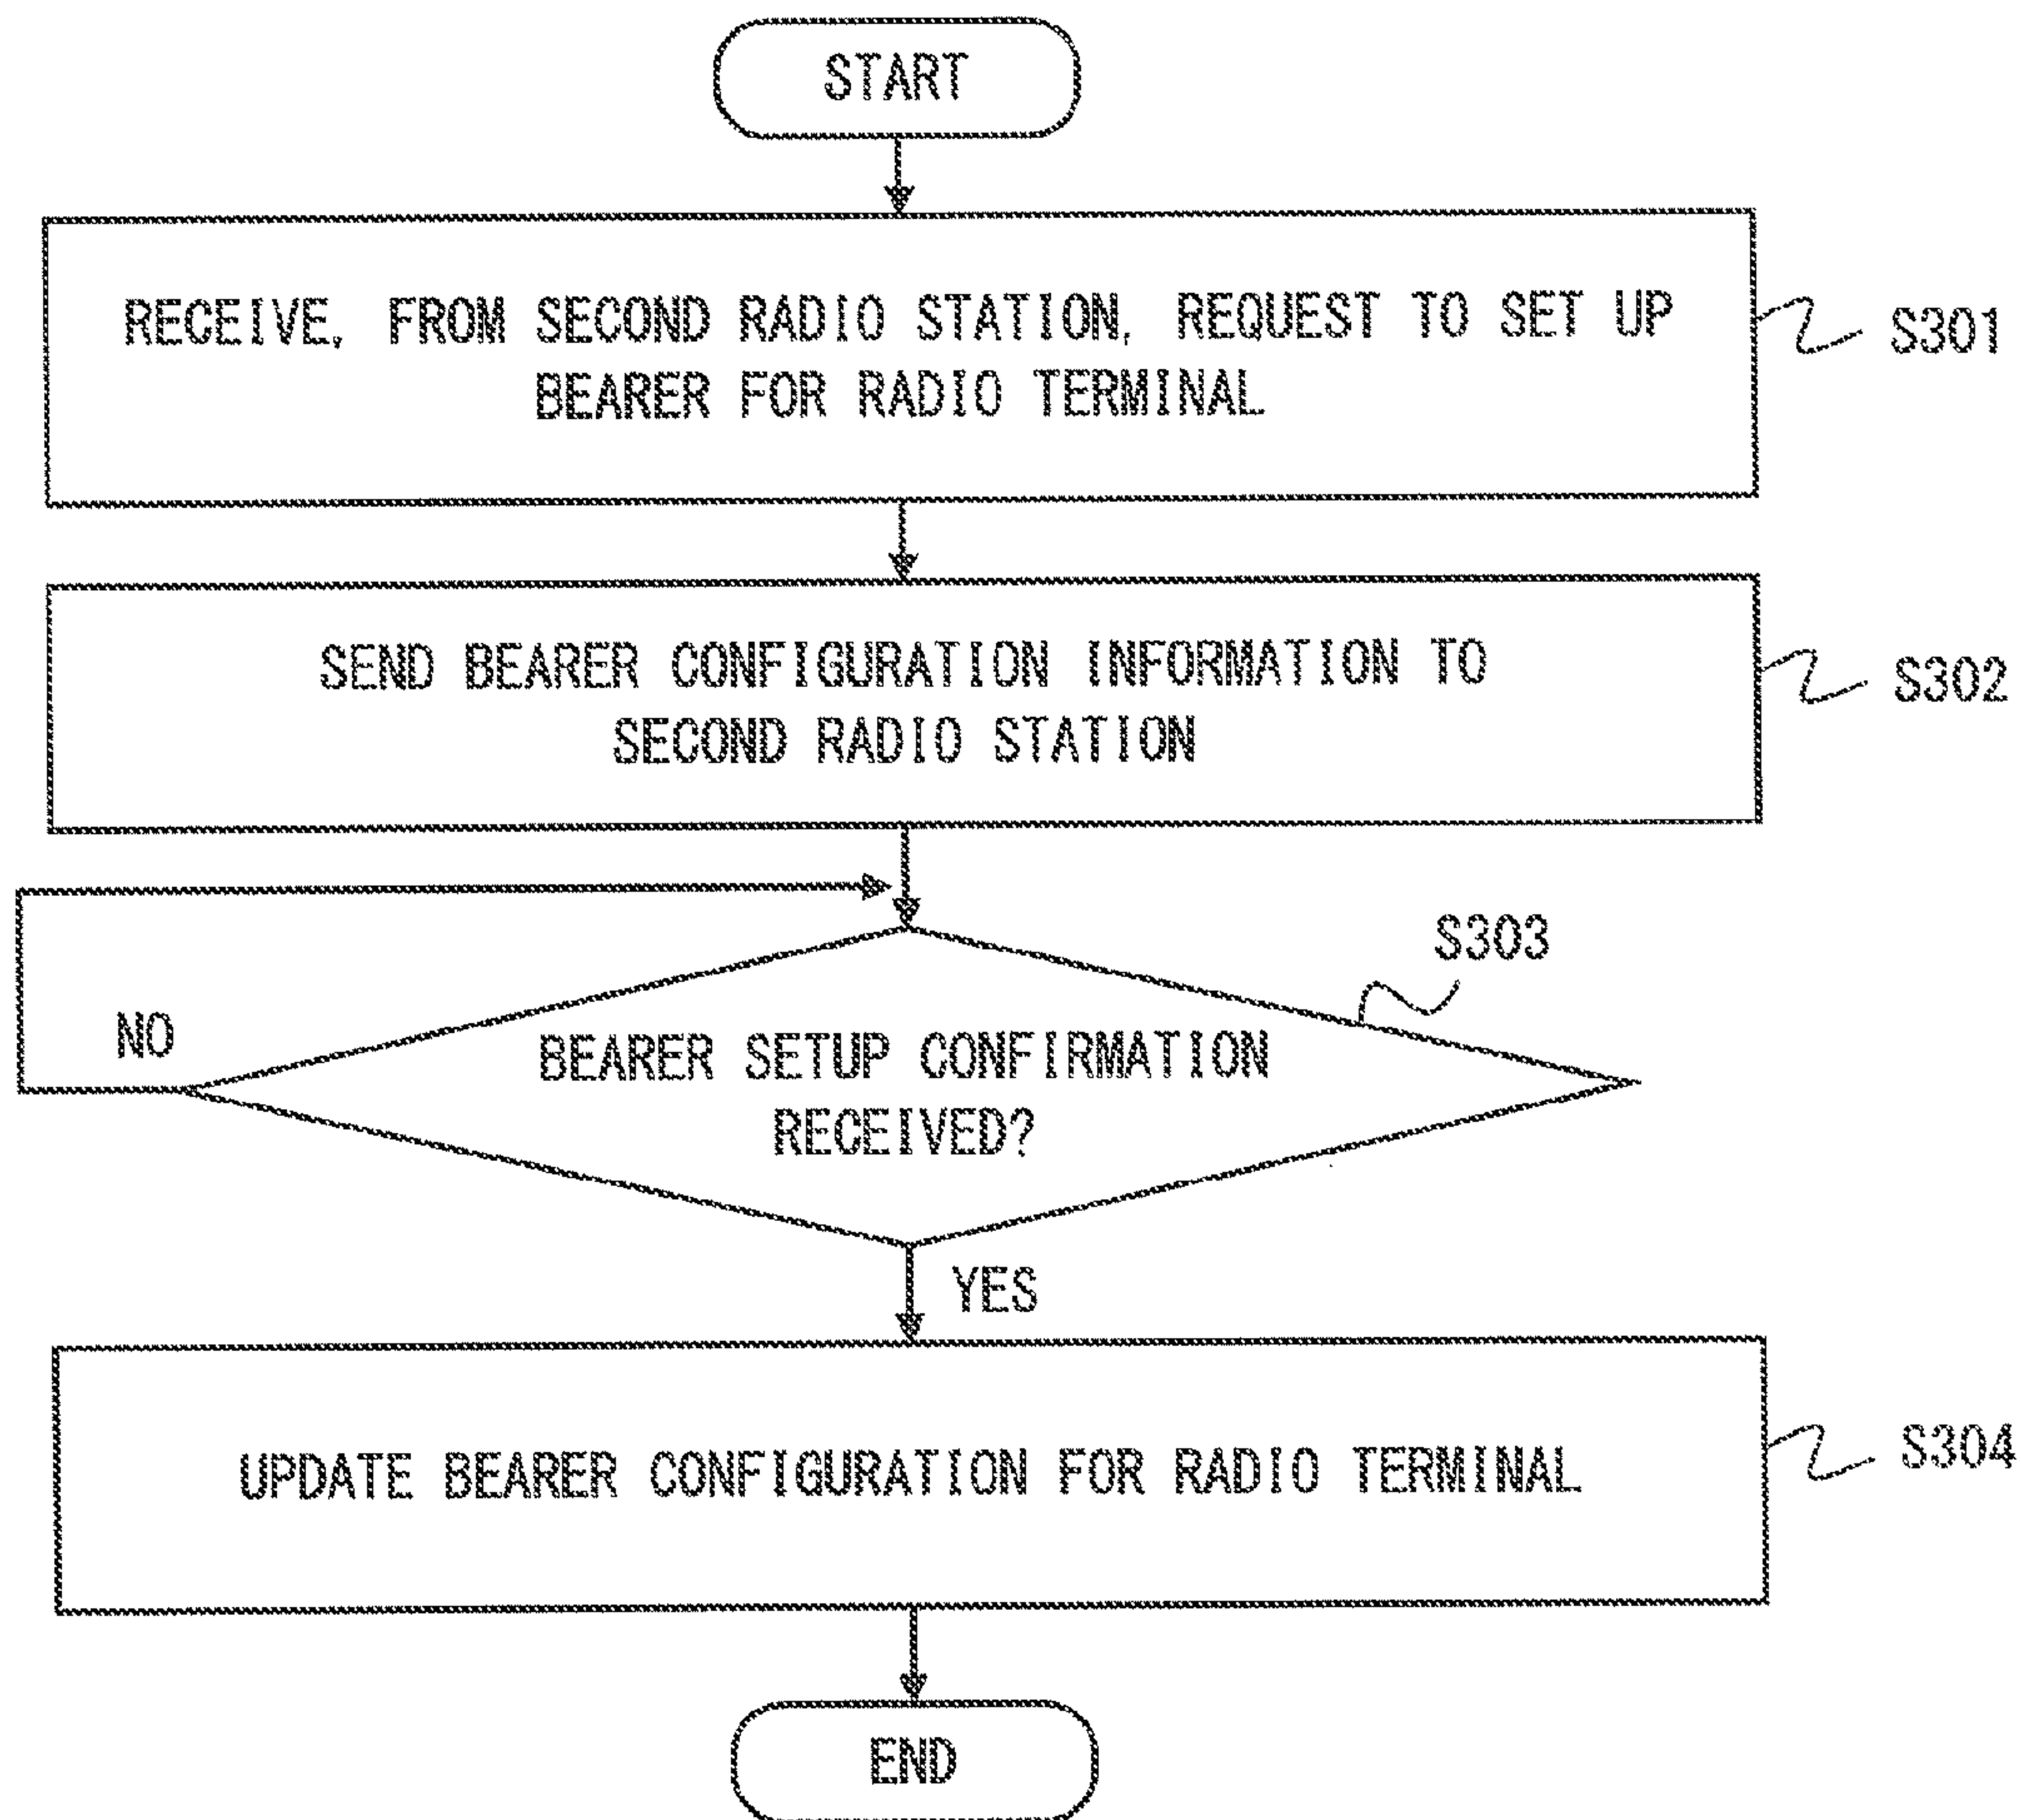 START
RECEIVE, FROM SECOND RADIO STATION, REQUEST TO SET UP
BEARER FOR RADIO TERMINAL
S301
SEND BEARER CONFIGURATION INFORMATION TO
SECOND RADIO STATION
S302
S303
NO
BEARER SETUP CONFIRMATION
RECEIVED?
YES
UPDATE BEARER CONFIGURATION FOR RADIO TERMINAL
S304
END